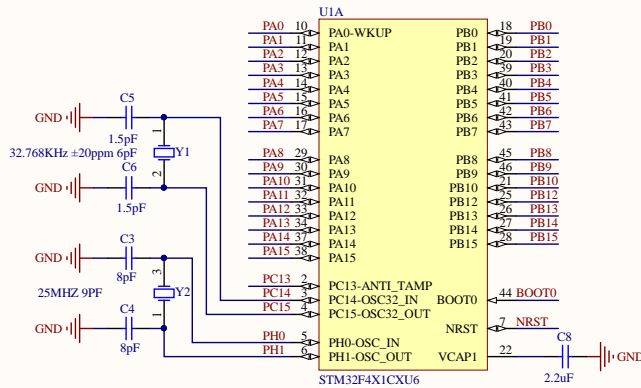 U1A
PA0 10 PA0-WKUP PB0 18 PB0
PA1 11 PA1 PB1 19 PB1
PA2 12 PA2 PB2 20 PB2
PA3 13 PA3 PB3 39 PB3
PA4 14 PA4 PB4 40 PB4
PA5 15 PA5 PB5 41 PB5
PA6 16 PA6 PB6 42 PB6
PA7 17 PA7 PB7 43 PB7
PA8 29 PA8 PB8 45 PB8
PA9 30 PA9 PB9 46 PB9
PA10 31 PA10 PB10 21 PB10
PA11 32 PA11 PB12 25 PB12
PA12 33 PA12 PB13 26 PB13
PA13 34 PA13 PB14 27 PB14
PA14 37 PA14 PB15 28 PB15
PA15 38 PA15
PC13 2 PC13-ANTI_TAMP
PC14 3 PC14-OSC32_IN BOOT0 44 BOOT0
PC15 4 PC15-OSC32_OUT
NRST 7 NRST
PH0 5 PH0-OSC_IN
PH1 6 PH1-OSC_OUT VCAP1 22
STM32F4X1CXU6
C5
GND
1.5pF
1
32.768KHz ±20ppm 6pF Y1
2
C6
GND
1.5pF
C3
GND
8pF
3
25MHZ 9PF Y2
1
C4
GND
8pF
C8
GND
2.2uF